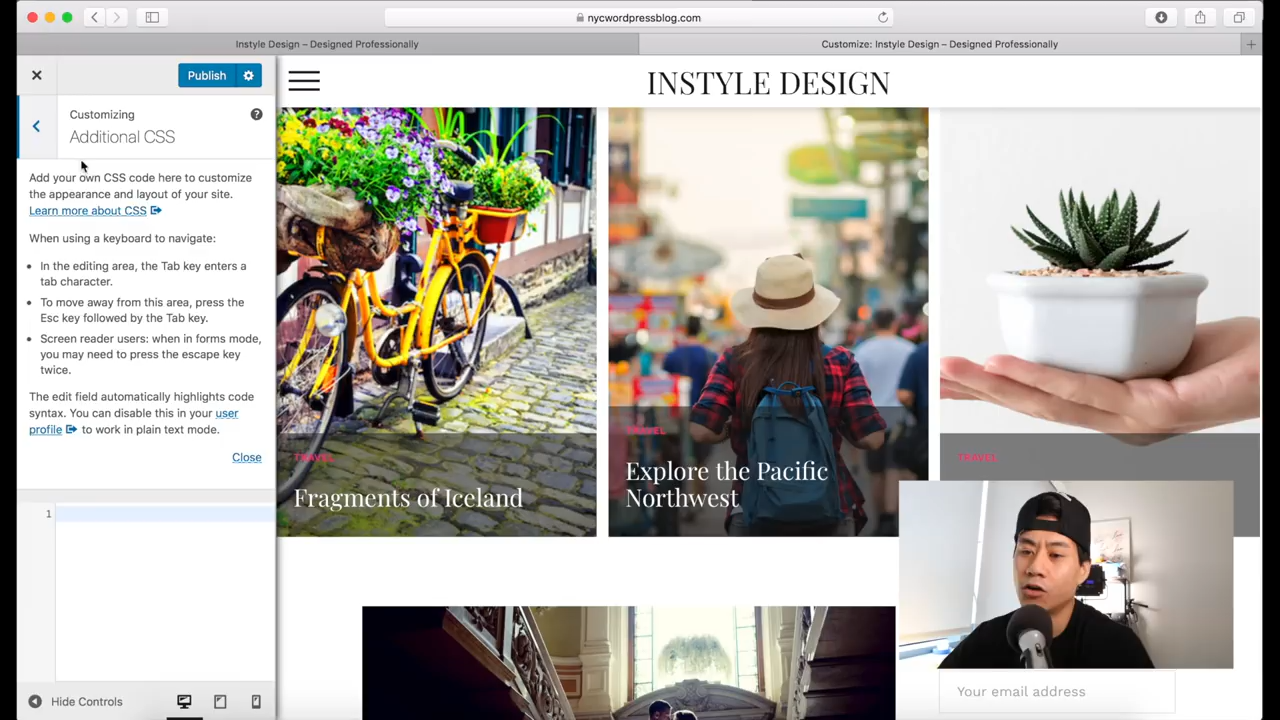 nycwordpressblog.com
Instyle Design – Designed Professionally
Customize: Instyle Design – Designed Professionally
Publish
Customizing
Additional CSS
Add your own CSS code here to customize
the appearance and layout of your site.
Learn more about CSS
When using a keyboard to navigate:
In the editing area, the Tab key enters a
tab character.
To move away from this area, press the
Esc key followed by the Tab key.
Screen reader users: when in forms mode,
you may need to press the escape key
twice.
The edit field automatically highlights code
syntax. You can disable this in your user
profile to work in plain text mode.
Close
1
Hide Controls
INSTYLE DESIGN
TRAVEL
Fragments of Iceland
TRAVEL
Explore the Pacific
Northwest
TRAVEL
Your email address